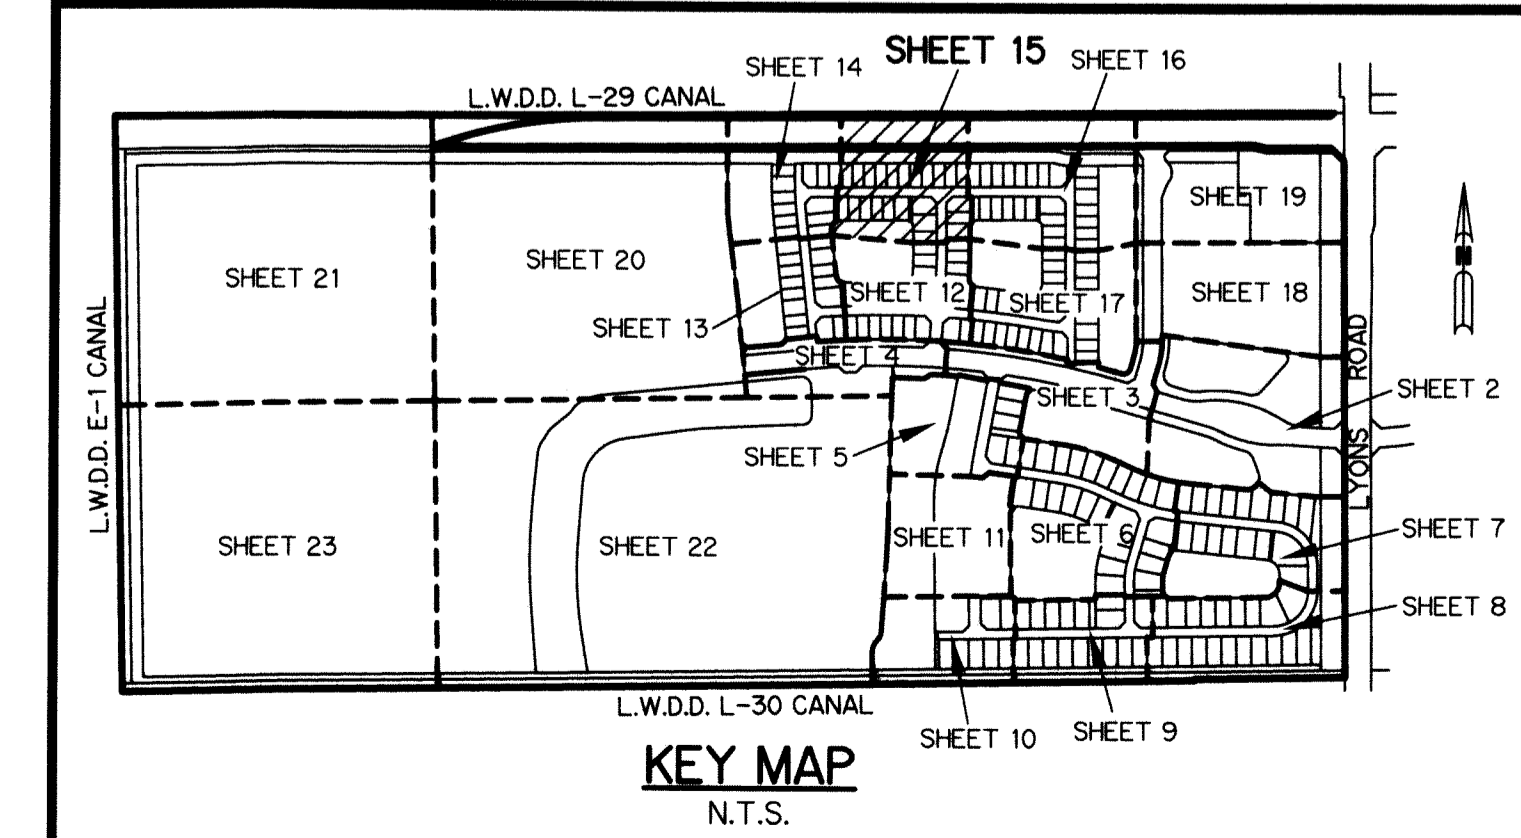 SHEET 14
SHEET 15
SHEET 16
L.W.D.D. L-29 CANAL
SHEET 19
SHEET 21
SHEET 20
SHEET 12
SHEET 17
SHEET 18
N
SHEET 13
SHEET 4
L.W.D.D. E-1 CANAL
LYONS ROAD
SHEET 3
SHEET 2
SHEET 5
SHEET 23
SHEET 22
SHEET 11
SHEET 6
SHEET 7
SHEET 8
L.W.D.D. L-30 CANAL
SHEET 10
SHEET 9
KEY MAP
N.T.S.